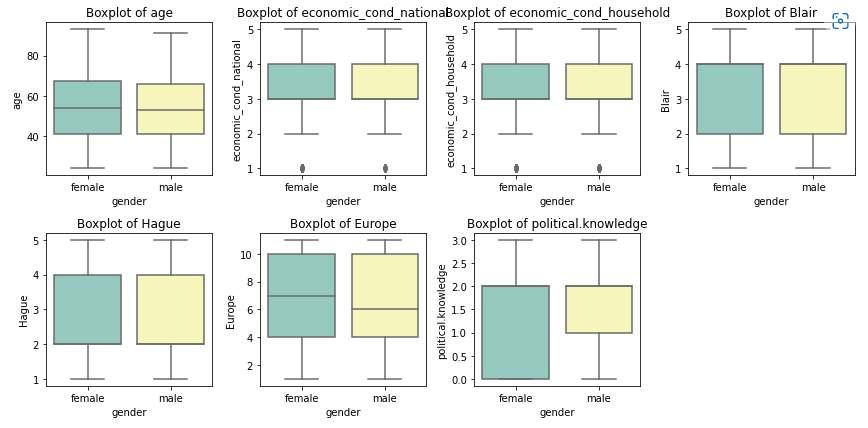 Boxplot of age
Boxplot of economic_cond_national
Boxplot of economic_cond_household
Boxplot of Blair
80
60
40
age
female male
gender
5
4
3
2
1
economic_cond_national
female male
gender
5
4
3
2
1
economic_cond_household
female male
gender
5
4
3
2
1
Blair
female male
gender
Boxplot of Hague
Boxplot of Europe
Boxplot of political.knowledge
5
4
3
2
1
Hague
female male
gender
10
8
6
4
2
Europe
female male
gender
3.0
2.5
2.0
1.5
1.0
0.5
0.0
political.knowledge
female male
gender